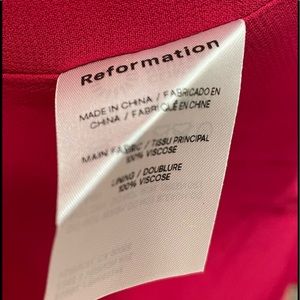 Reformation
MADE IN CHINA / FABRICADO EN
CHINA / FABRIQUÉ EN CHINE
MAIN FABRIC / TISSU PRINCIPAL
100% VISCOSE
LINING / DOUBLURE
100% VISCOSE